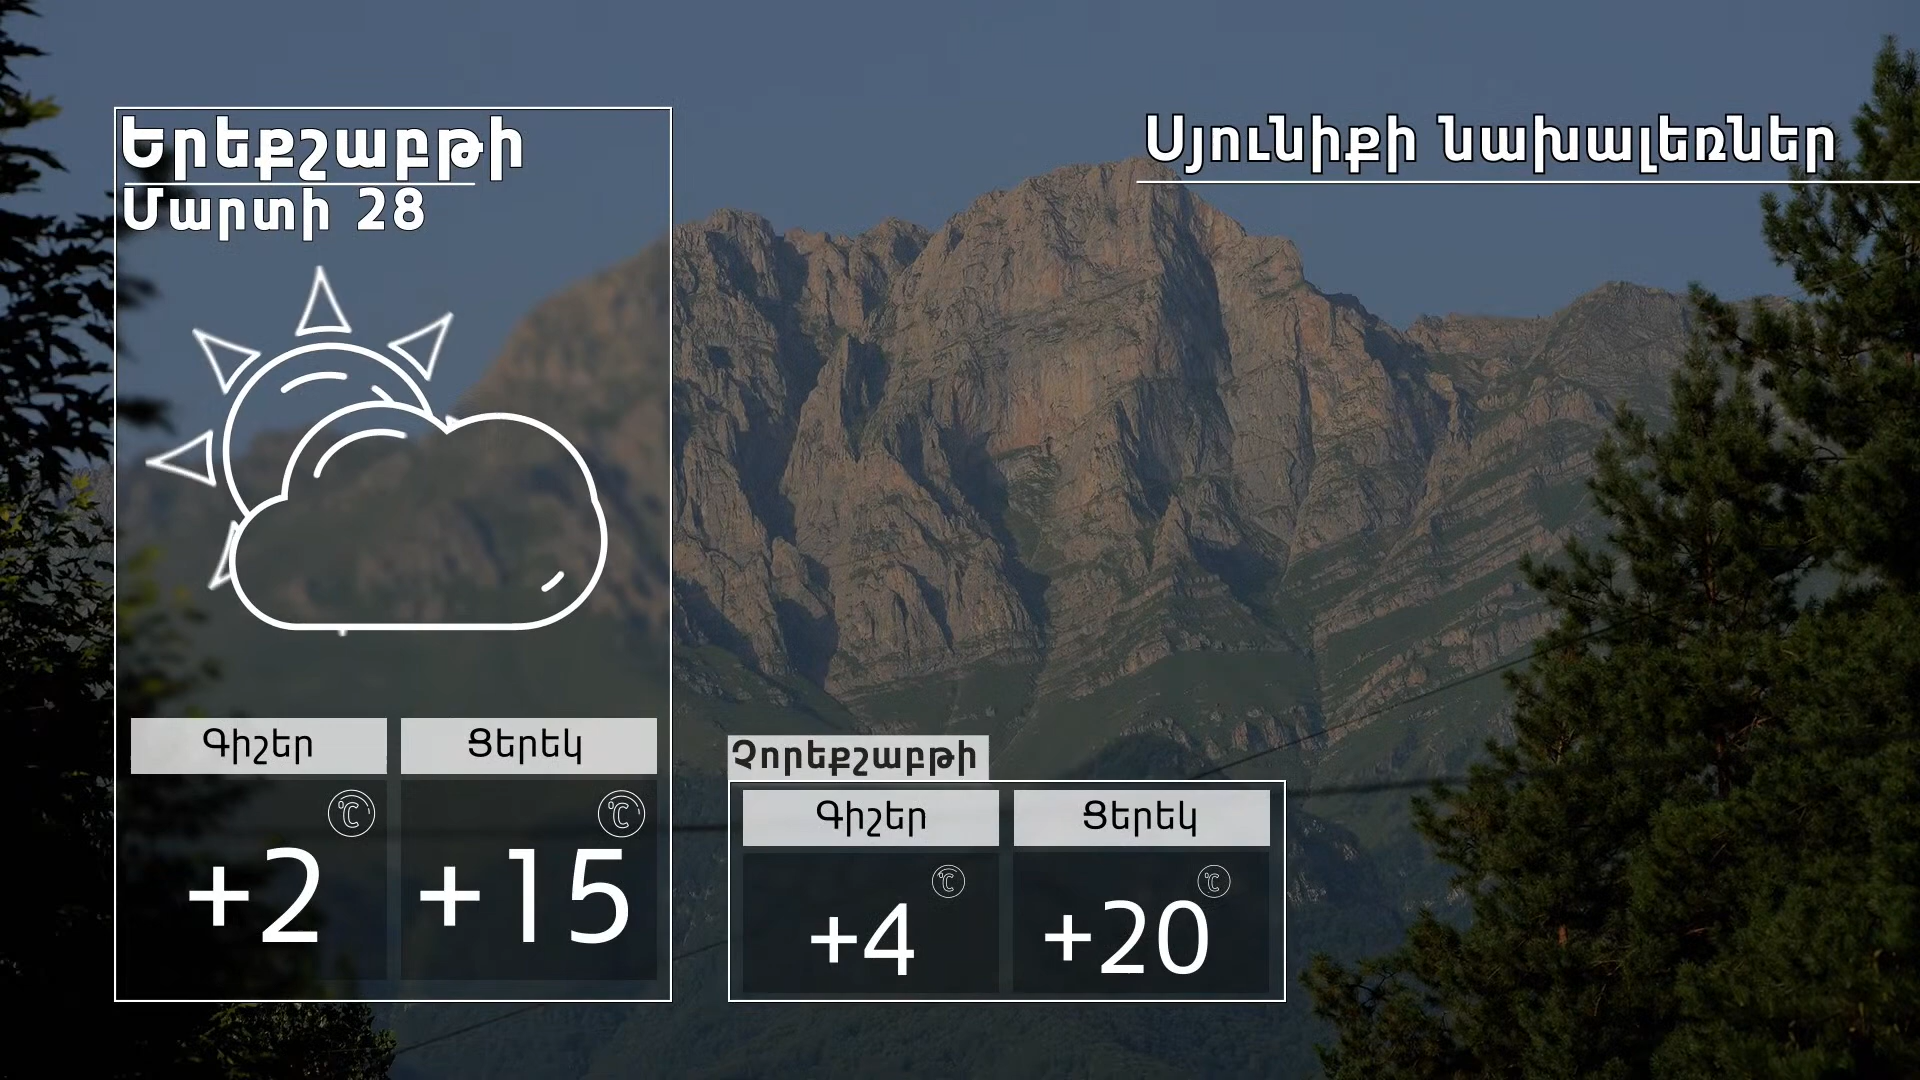 Երեքշաբթի
Մարտի 28
Սյունիքի նախալեռներ
Գիշեր
Ցերեկ
°C
°C
+2
+15
Չորեքշաբթի
Գիշեր
Ցերեկ
°C
°C
+4
+20